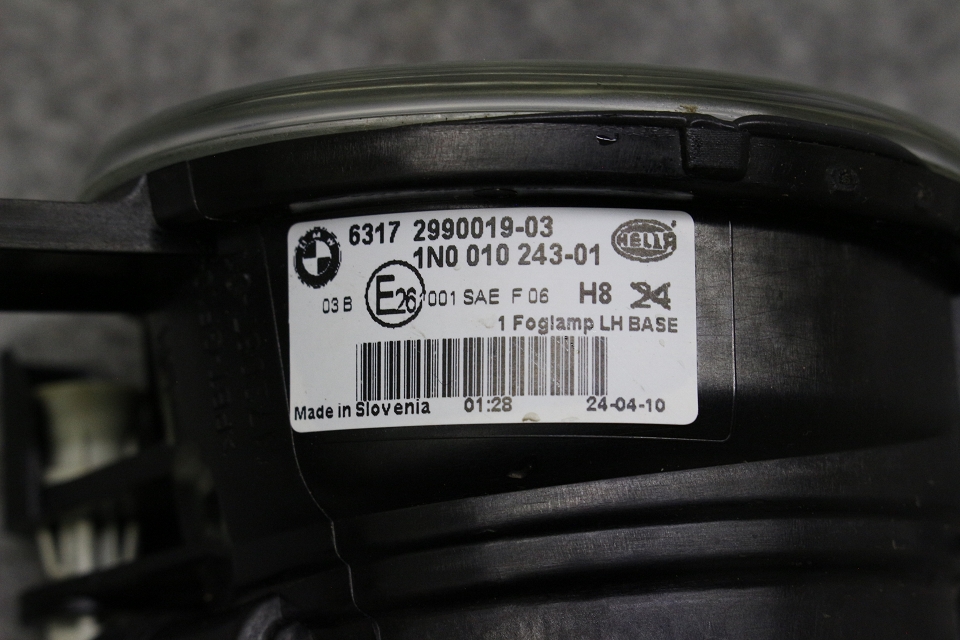 BMW 6317 2990019-03 HELLA
1N0 010 243-01
03 B E26 001 SAE F 06 H8
1 Foglamp LH BASE
Made in Slovenia 01:28 24-04-10